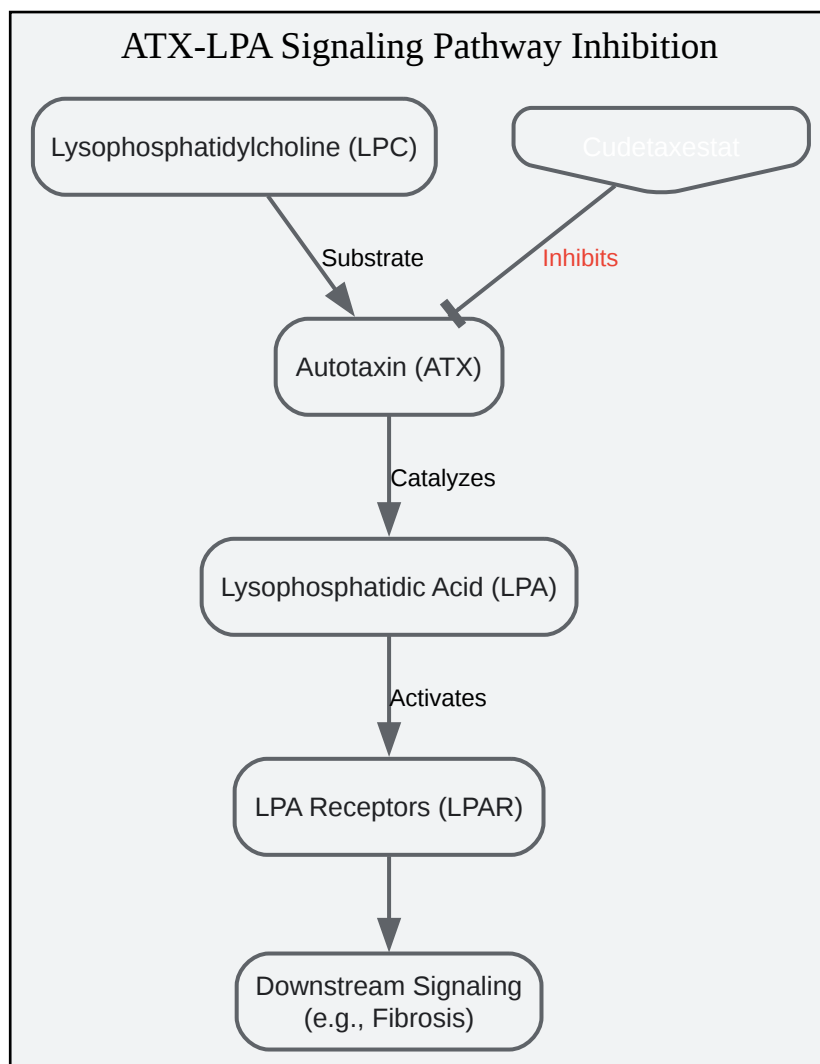 ATX-LPA Signaling Pathway Inhibition
Lysophosphatidylcholine (LPC)
Cudetaxestat
Substrate
Inhibits
Autotaxin (ATX)
Catalyzes
Lysophosphatidic Acid (LPA)
Activates
LPA Receptors (LPAR)
Downstream Signaling
(e.g., Fibrosis)